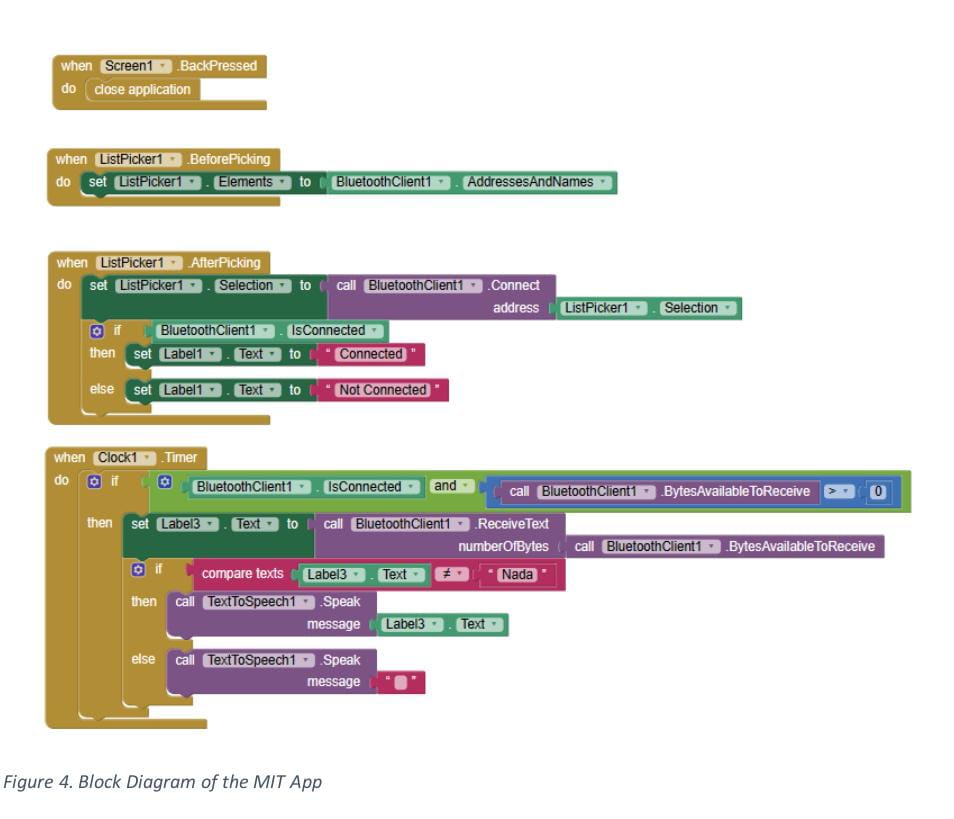 when Screen1 .BackPressed
do close application
when ListPicker1 .BeforePicking
do set ListPicker1 . Elements to BluetoothClient1 . AddressesAndNames
when ListPicker1 .AfterPicking
do set ListPicker1 . Selection to call BluetoothClient1 .Connect
address ListPicker1 . Selection
if BluetoothClient1 . IsConnected
then set Label1 . Text to " Connected "
else set Label1 . Text to " Not Connected "
when Clock1 .Timer
do if BluetoothClient1 . IsConnected and call BluetoothClient1 .BytesAvailableToReceive > 0
then set Label3 . Text to call BluetoothClient1 .ReceiveText
numberOfBytes call BluetoothClient1 .BytesAvailableToReceive
if compare texts Label3 . Text ≠ " Nada "
then call TextToSpeech1 .Speak
message Label3 . Text
else call TextToSpeech1 .Speak
message " "
Figure 4. Block Diagram of the MIT App